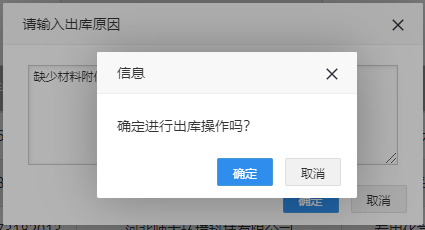 请输入出库原因
信息
缺少材料附
确定进行出库操作吗？
确定 取消
确定 取消